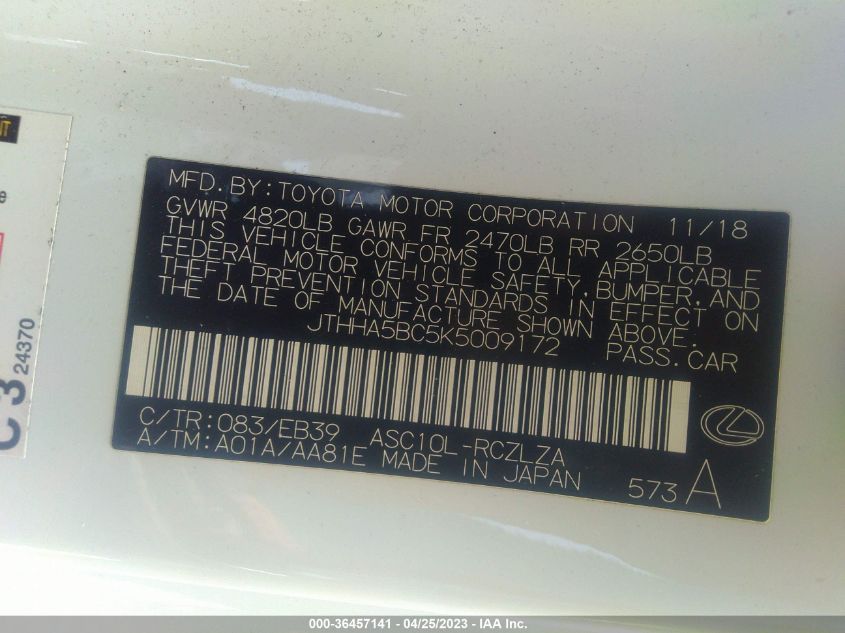 MFD. BY: TOYOTA MOTOR CORPORATION 11/18
GVWR 4820LB GAWR FR 2470LB RR 2650LB
THIS VEHICLE CONFORMS TO ALL APPLICABLE
FEDERAL MOTOR VEHICLE SAFETY, BUMPER, AND
THEFT PREVENTION STANDARDS IN EFFECT ON
THE DATE OF MANUFACTURE SHOWN ABOVE.
JTHHA5BC5K5009172 PASS. CAR
C/TR: 083/EB39 ASC10L-RCZLZA
A/TM: A01A/AA81E MADE IN JAPAN
573 A
C 3 24370
000-36457141 - 04/25/2023 - IAA Inc.